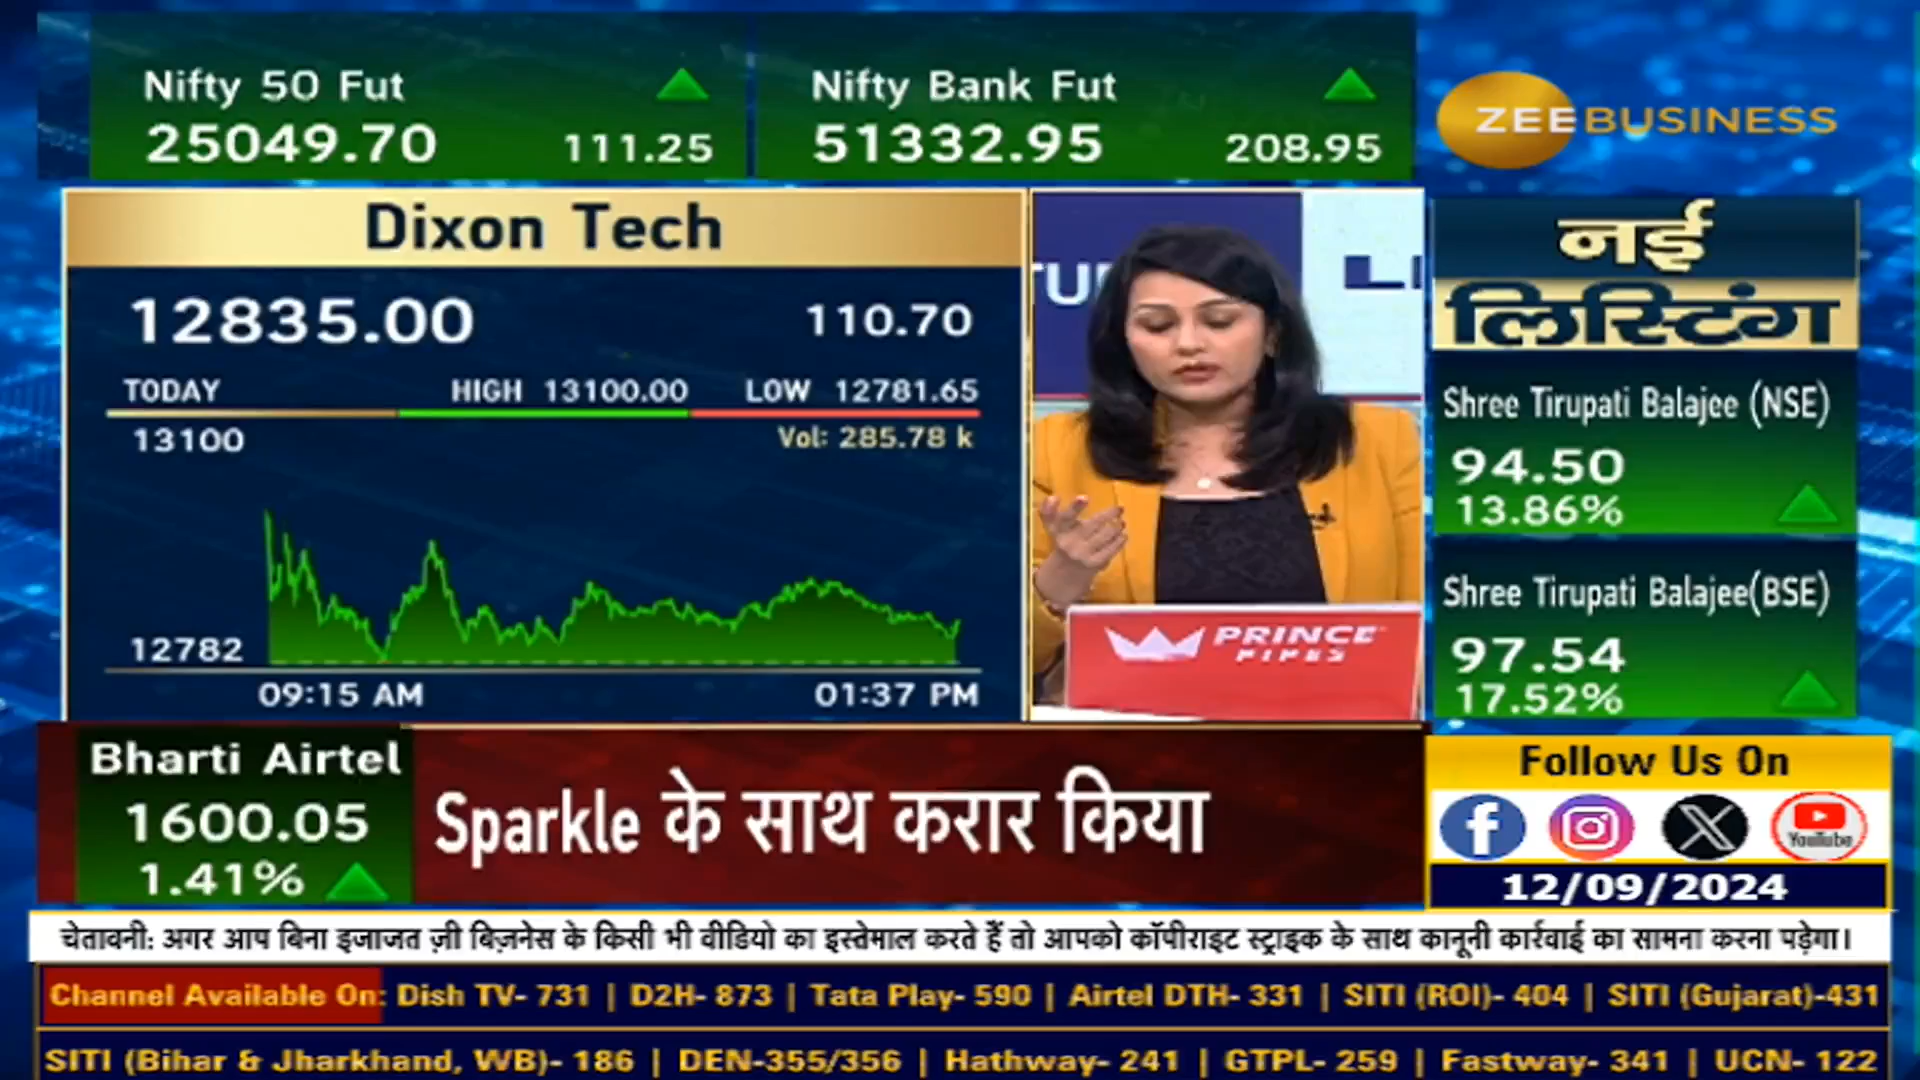 Nifty 50 Fut
25049.70 111.25
Nifty Bank Fut
51332.95 208.95
ZEEBUSINESS
Dixon Tech
12835.00 110.70
TODAY HIGH 13100.00 LOW 12781.65
13100 Vol: 285.78 k
12782
09:15 AM 01:37 PM
PRINCE
PIPES
नई
लिस्टिंग
Shree Tirupati Balajee (NSE)
94.50
13.86%
Shree Tirupati Balajee(BSE)
97.54
17.52%
Bharti Airtel
1600.05
1.41%
Sparkle के साथ करार किया
Follow Us On
YouTube
12/09/2024
चेतावनी: अगर आप बिना इजाजत ज़ी बिज़नेस के किसी भी वीडियो का इस्तेमाल करते हैं तो आपको कॉपीराइट स्ट्राइक के साथ कानूनी कार्रवाई का सामना करना पड़ेगा।
Channel Available On: Dish TV- 731 | D2H- 873 | Tata Play- 590 | Airtel DTH- 331 | SITI (ROI)- 404 | SITI (Gujarat)-431
SITI (Bihar & Jharkhand, WB)- 186 | DEN-355/356 | Hathway- 241 | GTPL- 259 | Fastway- 341 | UCN- 122